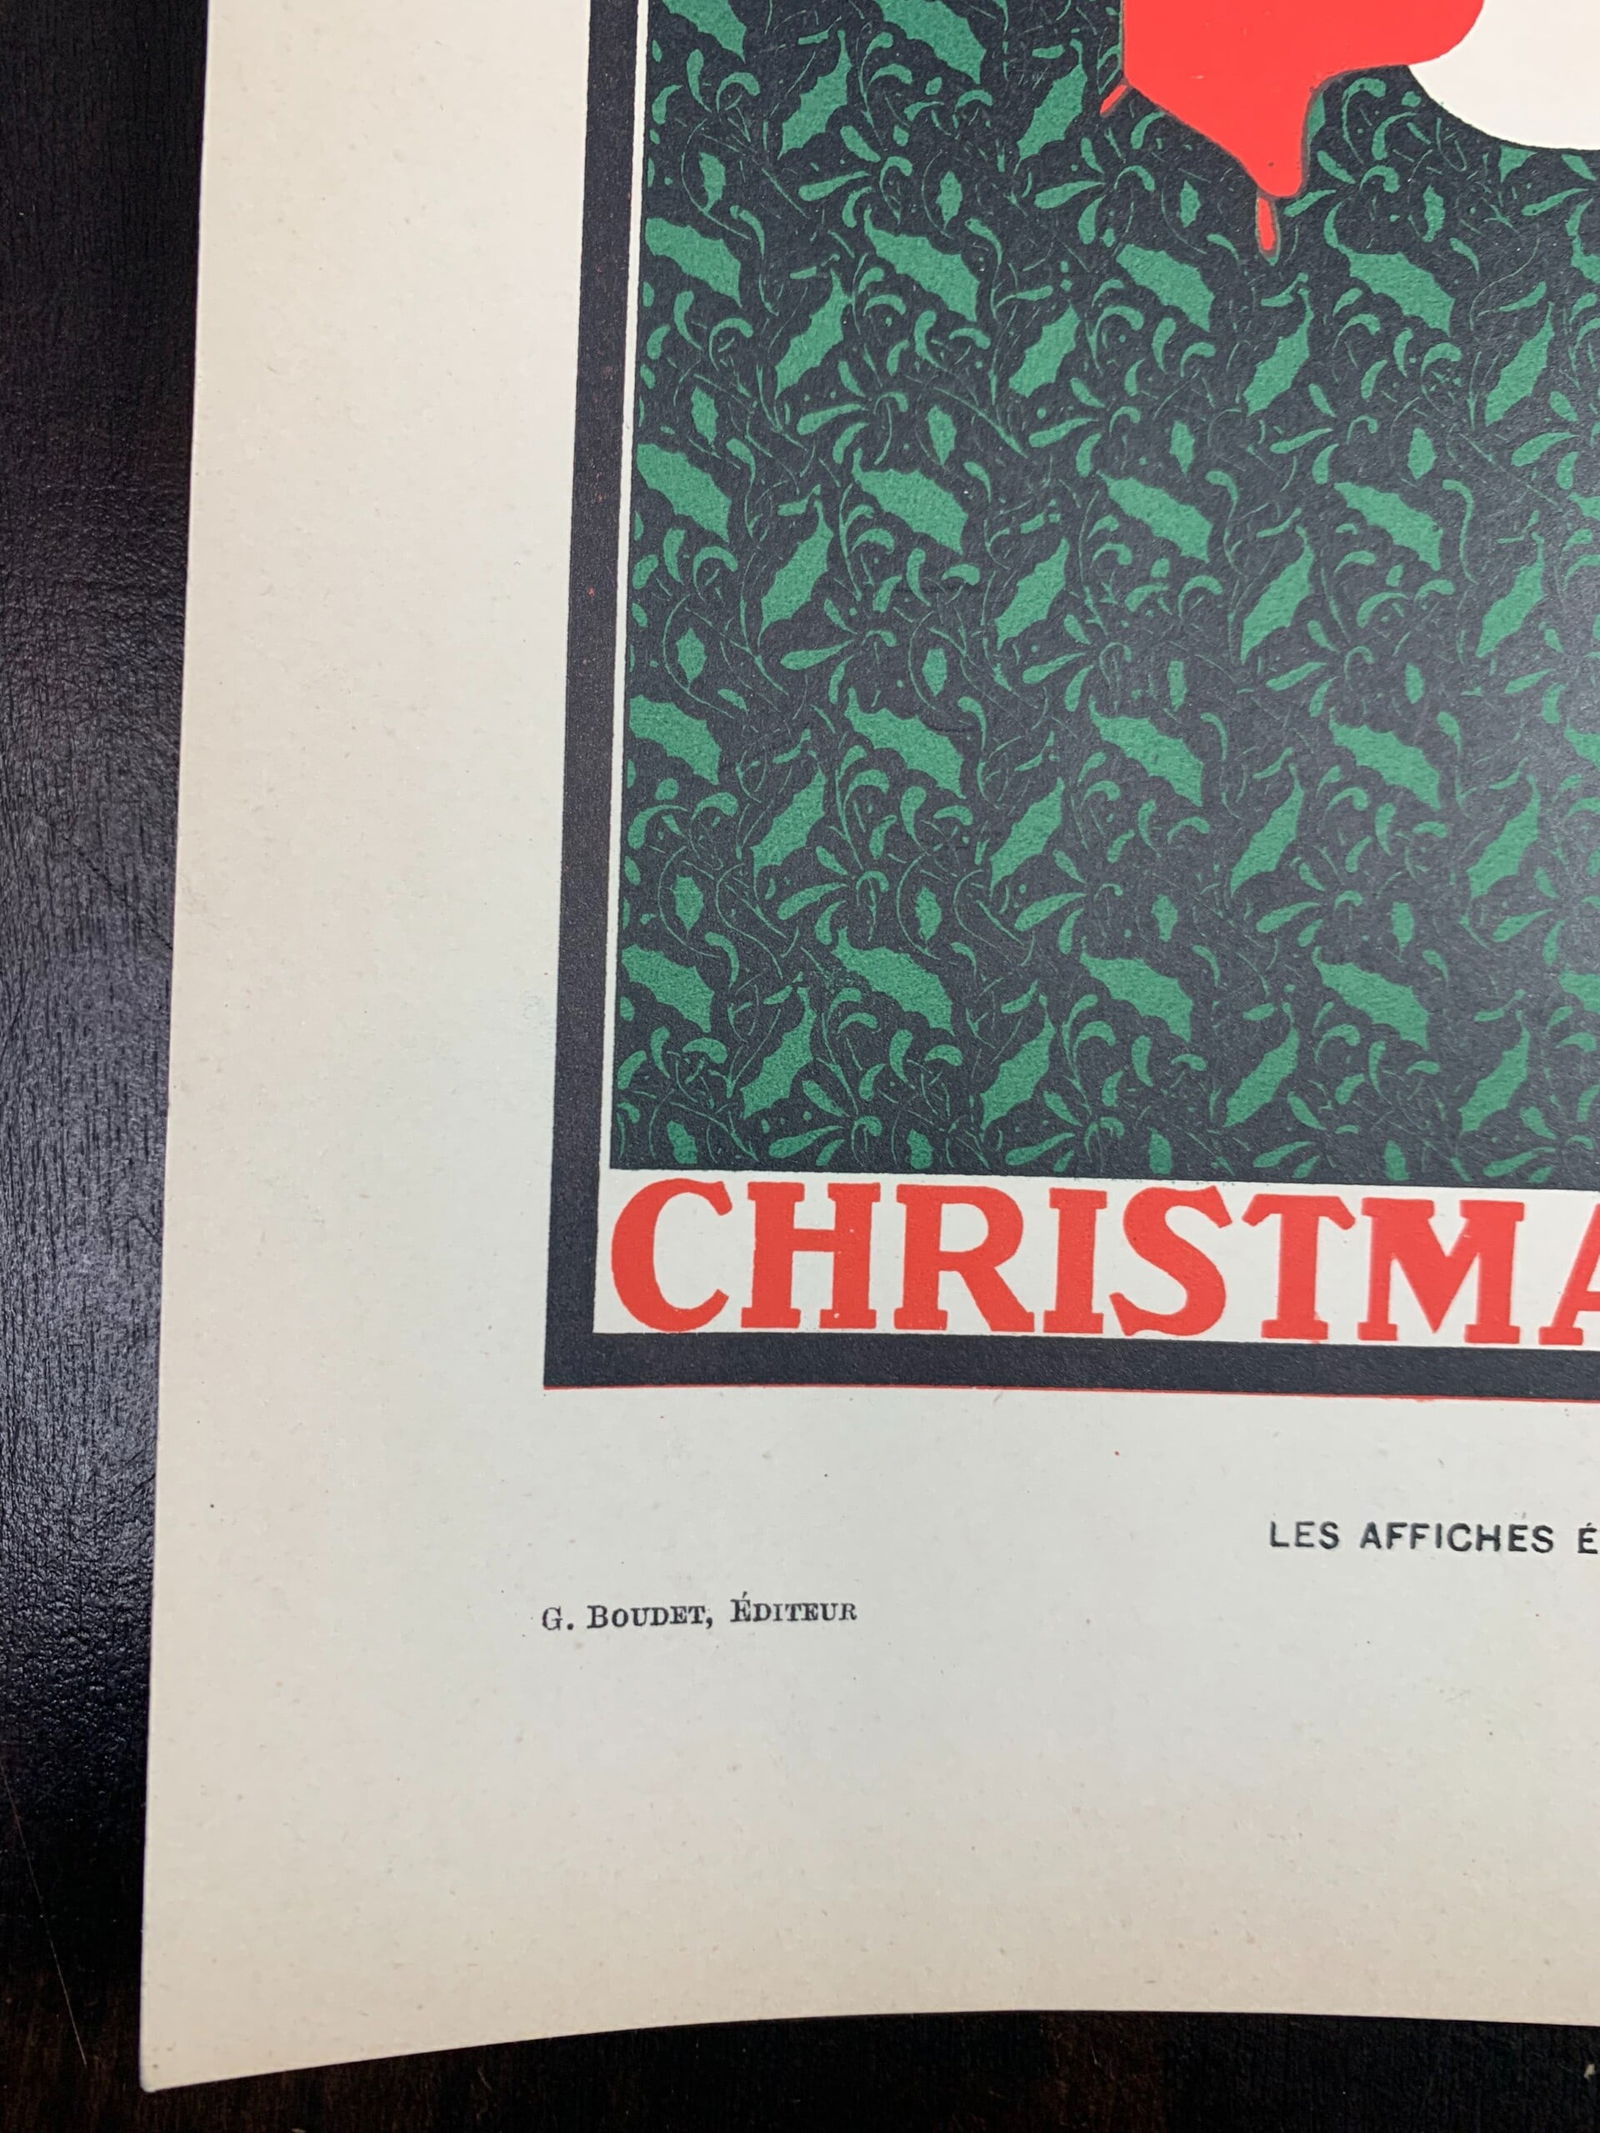 CHRISTMA
LES AFFICHES É
G. BOUDET, ÉDITEUR